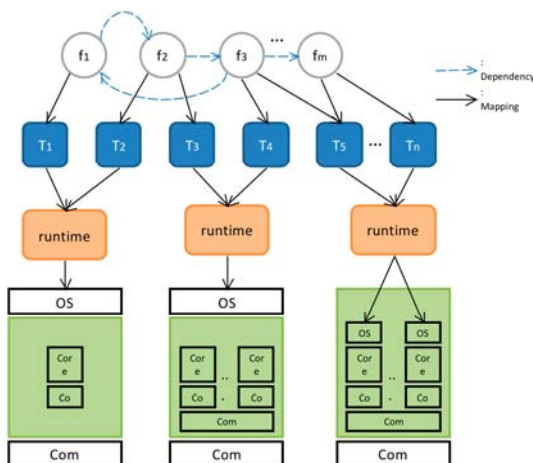 ...
f1 f2 f3 fm
:
Dependency
:
Mapping
T1 T2 T3 T4 T5 ... Tn
runtime runtime runtime
OS OS
OS OS
Cor
e
Cor
e
..
Cor
e
Cor
e
..
Cor
e
Co
Co . Co
Co . Co
Com
Com
Com Com Com